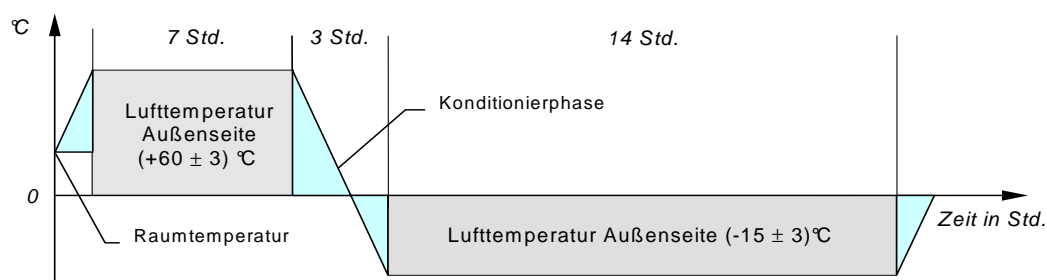 °C
7 Std.
3 Std.
14 Std.
Lufttemperatur
Außenseite
(+60 ± 3) °C
Konditionierphase
0
Zeit in Std.
Raumtemperatur
Lufttemperatur Außenseite (-15 ± 3)°C